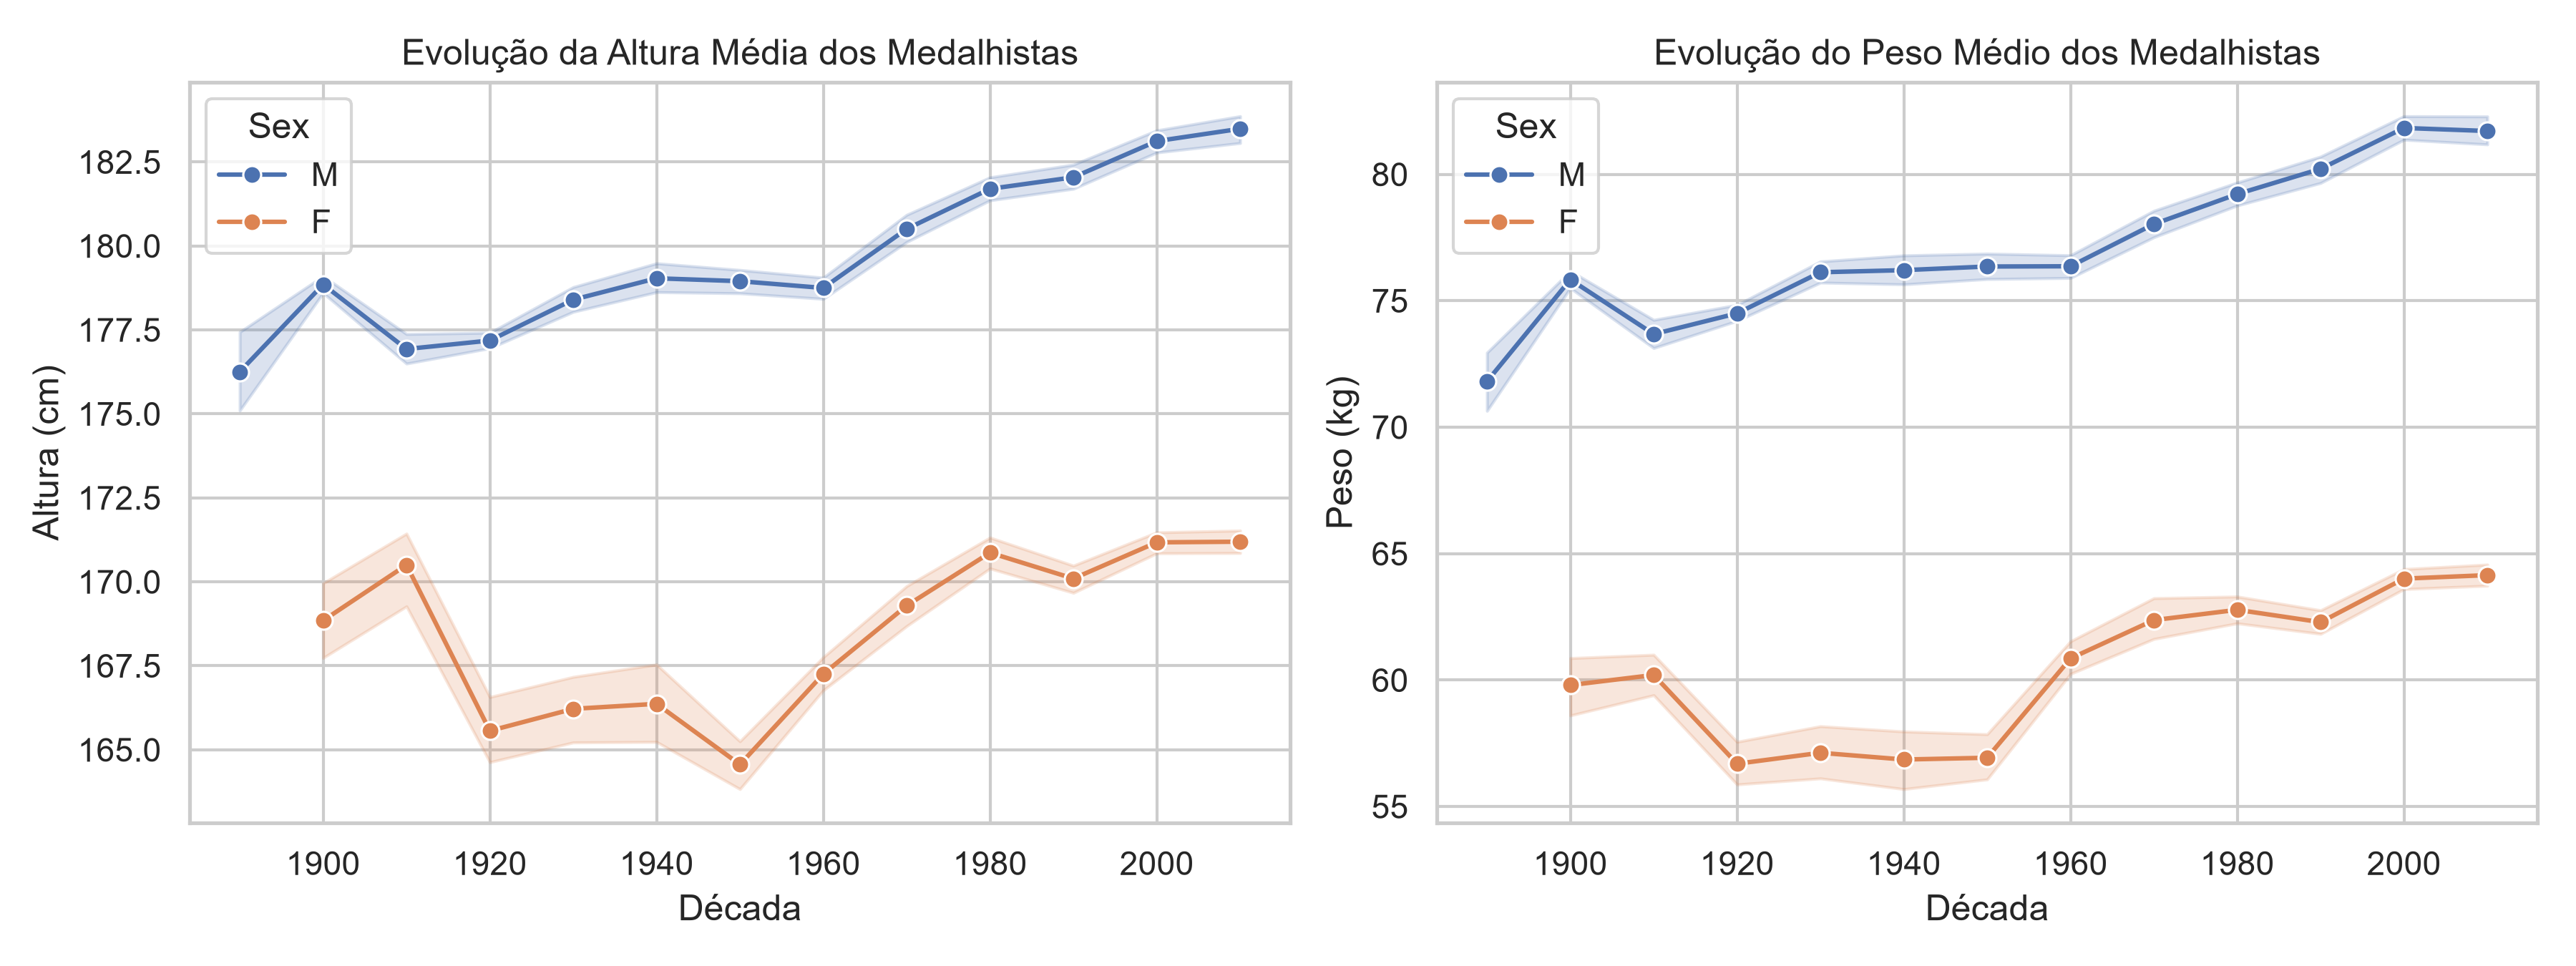 Evolução da Altura Média dos Medalhistas
Sex
M
F
182.5
180.0
177.5
175.0
172.5
170.0
167.5
165.0
Altura (cm)
1900 1920 1940 1960 1980 2000
Década
Evolução do Peso Médio dos Medalhistas
Sex
M
F
80
75
70
65
60
55
Peso (kg)
1900 1920 1940 1960 1980 2000
Década